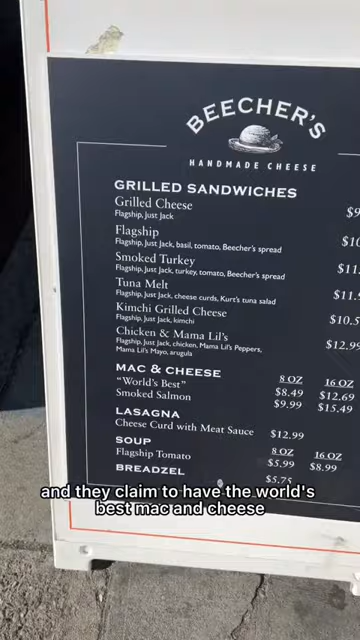 BEECHER'S
HANDMADE CHEESE
GRILLED SANDWICHES
Grilled Cheese $9
Flagship, Just Jack
Flagship $10
Flagship, Just Jack, basil, tomato, Beecher's spread
Smoked Turkey $11.
Flagship, Just Jack, turkey, tomato, Beecher's spread
Tuna Melt $11.
Flagship, Just Jack, cheese curds, Kurt's tuna salad
Kimchi Grilled Cheese $10.5
Flagship, Just Jack, kimchi
Chicken & Mama Lil's $12.99
Flagship, Just Jack, chicken, Mama Lil's Peppers,
Mama Lil's Mayo, arugula
MAC & CHEESE 8 OZ 16 OZ
"World's Best" $8.49 $12.69
Smoked Salmon $9.99 $15.49
LASAGNA
Cheese Curd with Meat Sauce $12.99
SOUP 8 OZ 16 OZ
Flagship Tomato $5.99 $8.99
BREADZEL $5.75
and they claim to have the world's
best mac and cheese